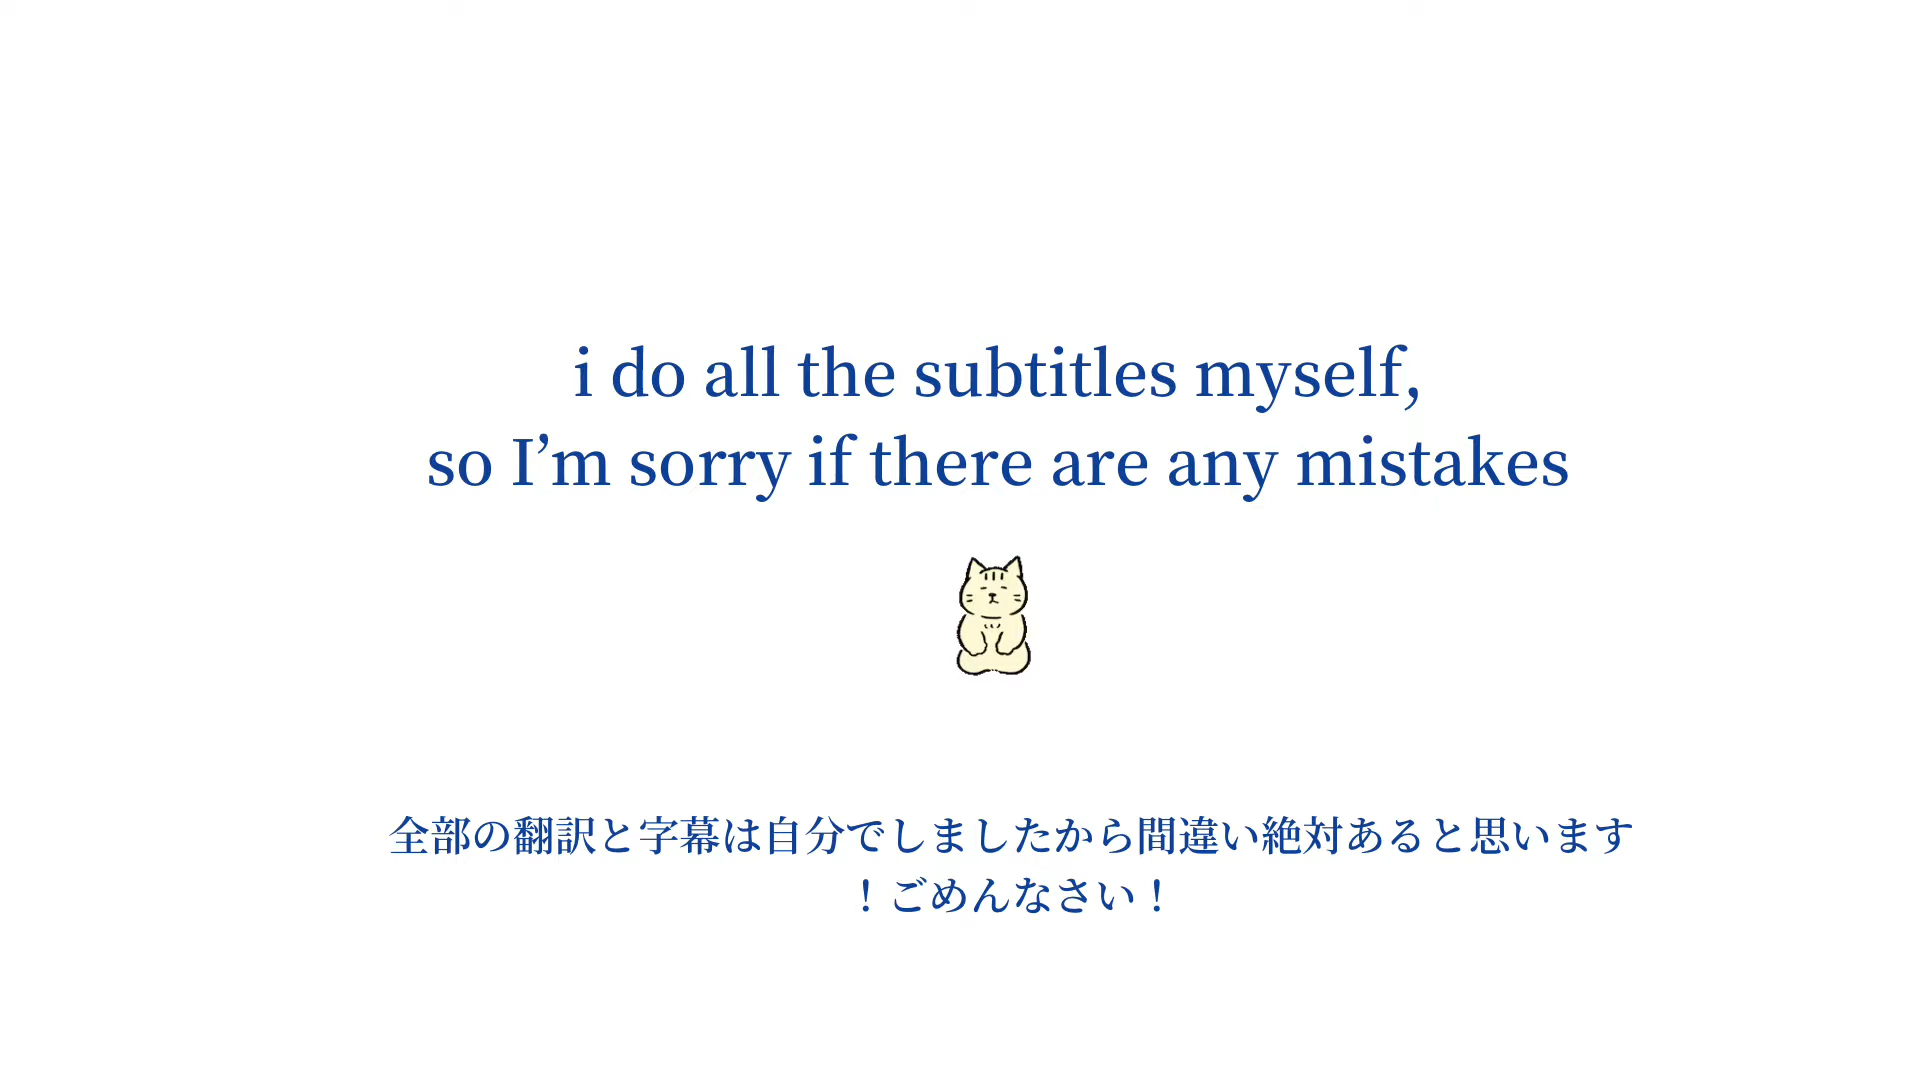 i do all the subtitles myself,
so I’m sorry if there are any mistakes
全部の翻訳と字幕は自分でしましたから間違い絶対あると思います
！ごめんなさい！